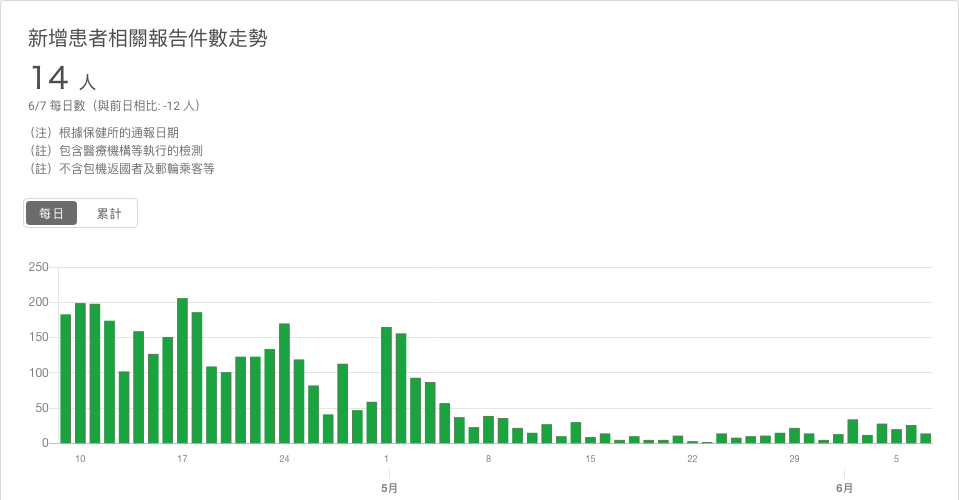 新增患者相關報告件數走勢
14 人
6/7 每日數（與前日相比: -12 人）
（注）根據保健所的通報日期
（註）包含醫療機構等執行的檢測
（註）不含包機返國者及郵輪乘客等
每日 累計
250
200
150
100
50
0
10 17 24 1 8 15 22 29 5
5月 6月